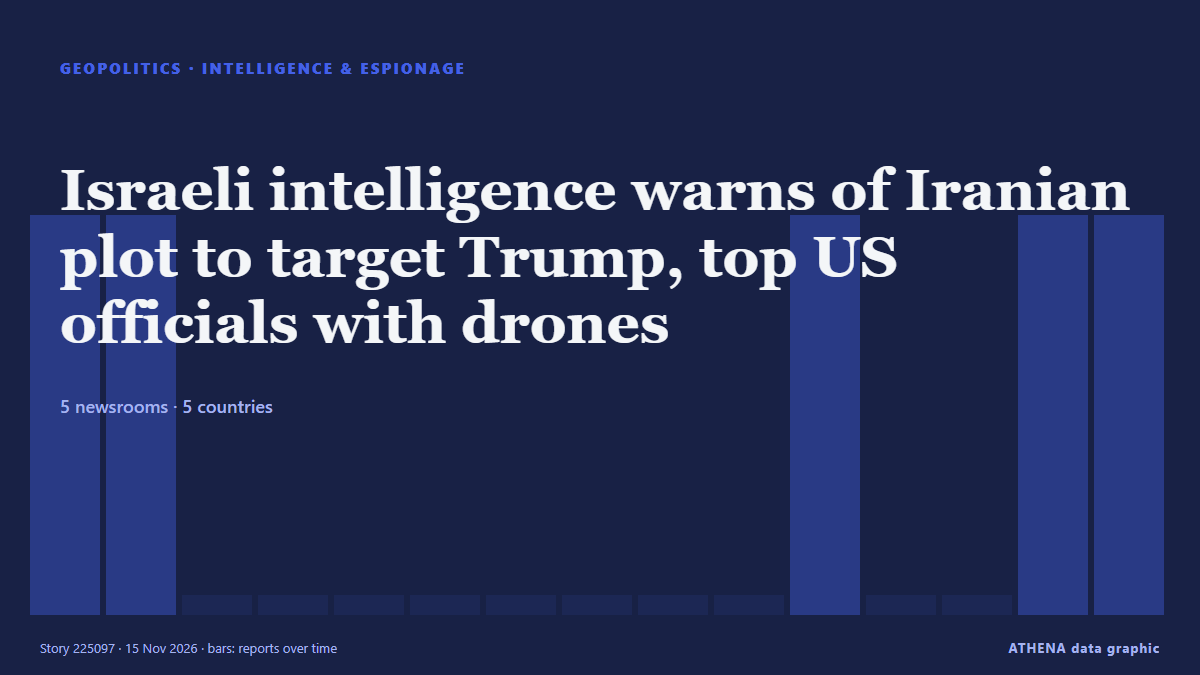 GEOPOLITICS · INTELLIGENCE & ESPIONAGE
Israeli intelligence warns of Iranian
plot to target Trump, top US
officials with drones
5 newsrooms · 5 countries
Story 225097 · 15 Nov 2026 · bars: reports over time
ATHENA data graphic